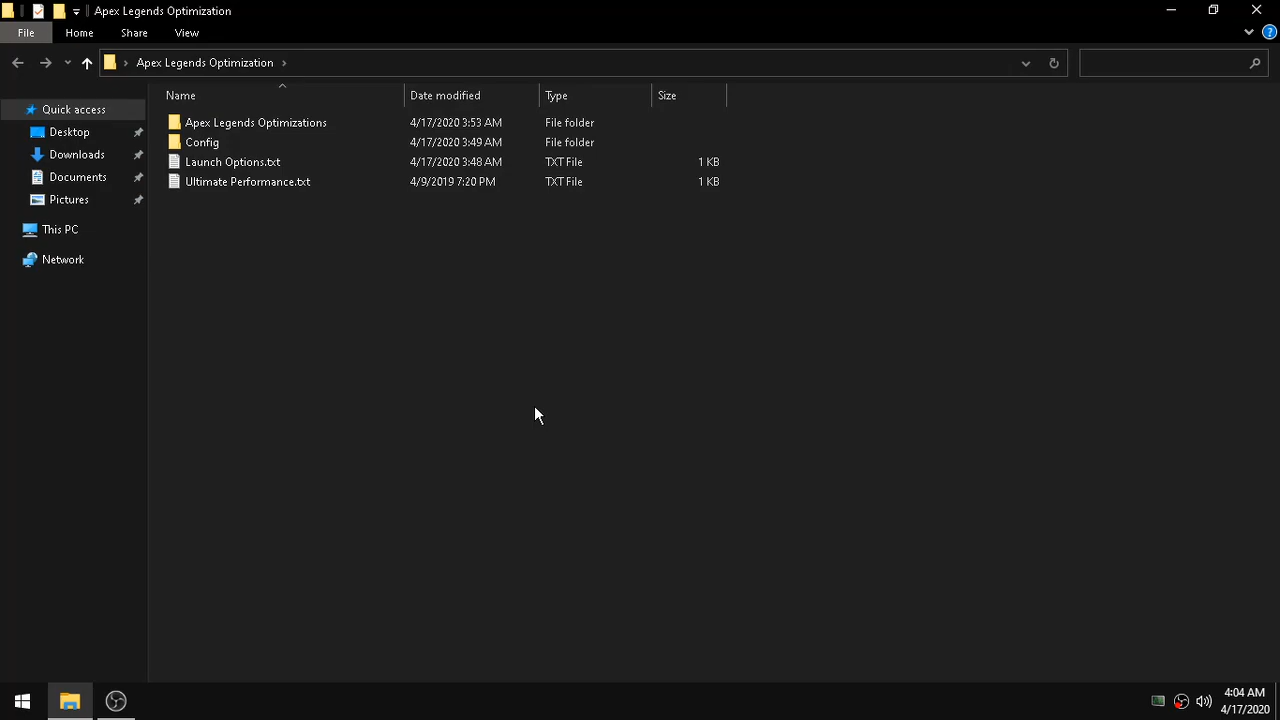 Apex Legends Optimization
File Home Share View
Apex Legends Optimization
Name Date modified Type Size
Quick access
Desktop
Downloads
Documents
Pictures
This PC
Network
Apex Legends Optimizations 4/17/2020 3:53 AM File folder
Config 4/17/2020 3:49 AM File folder
Launch Options.txt 4/17/2020 3:48 AM TXT File 1 KB
Ultimate Performance.txt 4/9/2019 7:20 PM TXT File 1 KB
4:04 AM
4/17/2020